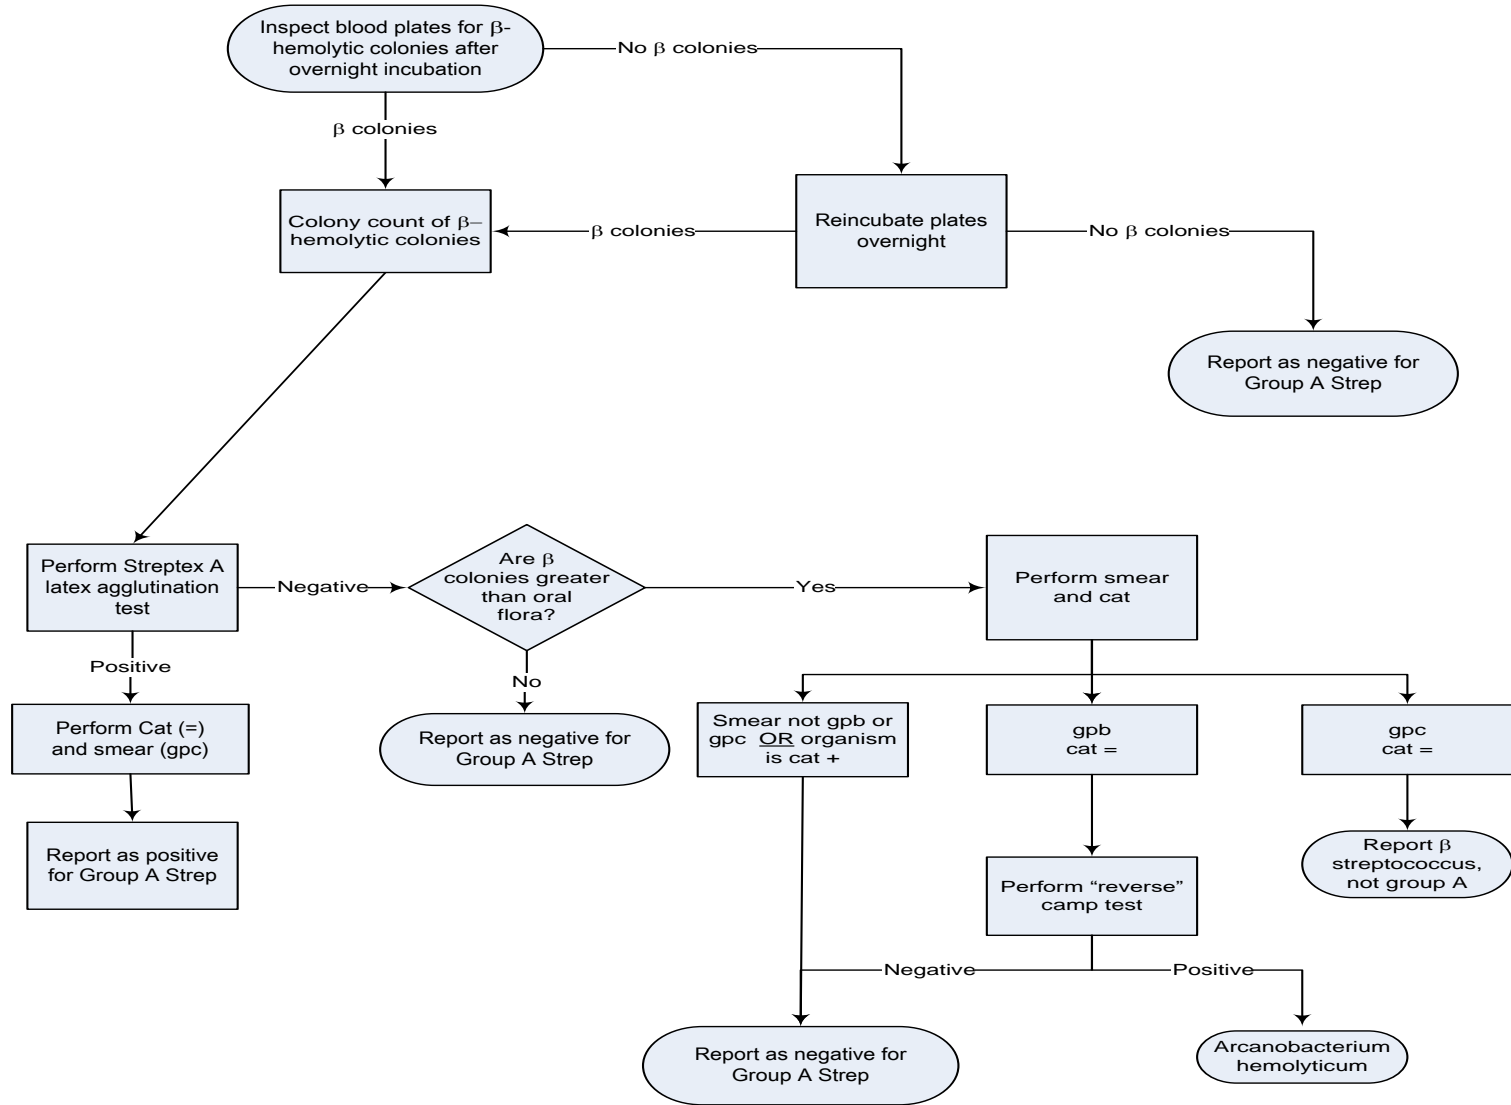 Inspect blood plates for β-
hemolytic colonies after
overnight incubation
No β colonies
β colonies
Colony count of β–
hemolytic colonies
β colonies
Reincubate plates
overnight
No β colonies
Report as negative for
Group A Strep
Perform Streptex A
latex agglutination
test
Negative
Are β
colonies greater
than oral
flora?
Yes
Perform smear
and cat
Positive
No
Perform Cat (=)
and smear (gpc)
Report as negative for
Group A Strep
Smear not gpb or
gpc OR organism
is cat +
gpb
cat =
gpc
cat =
Report as positive
for Group A Strep
Perform “reverse”
camp test
Report β
streptococcus,
not group A
Negative
Positive
Report as negative for
Group A Strep
Arcanobacterium
hemolyticum